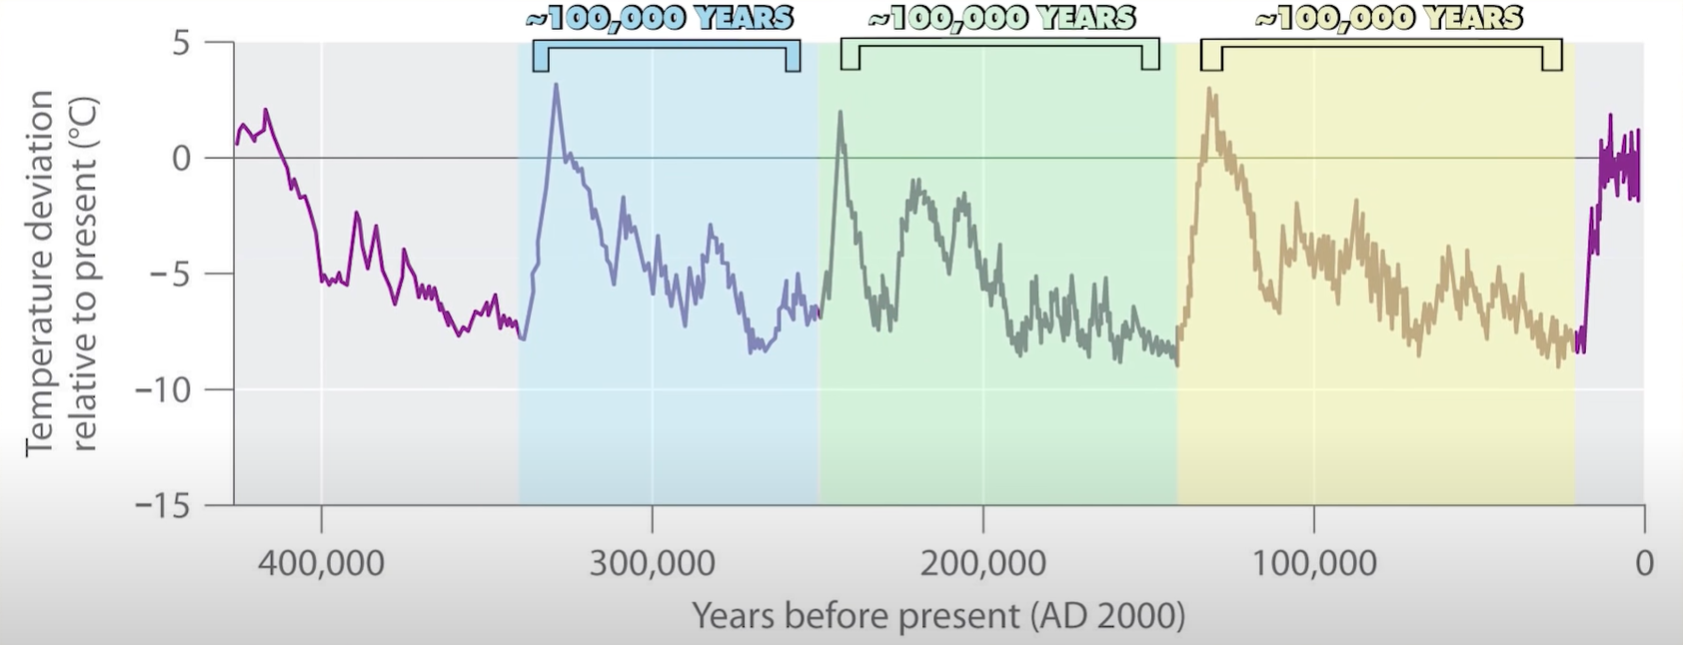 ~100,000 YEARS
~100,000 YEARS
~100,000 YEARS
Temperature deviation
relative to present (°C)
5
0
−5
−10
−15
400,000
300,000
200,000
100,000
0
Years before present (AD 2000)